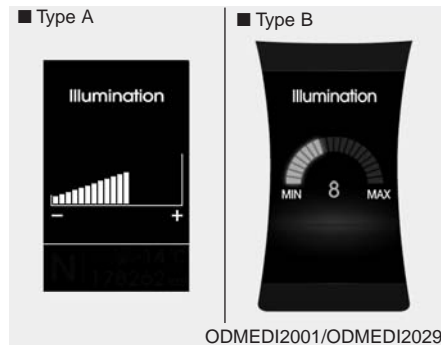 ■ Type A
■ Type B
Illumination
Illumination
− +
MIN 8 MAX
ODMEDI2001/ODMEDI2029